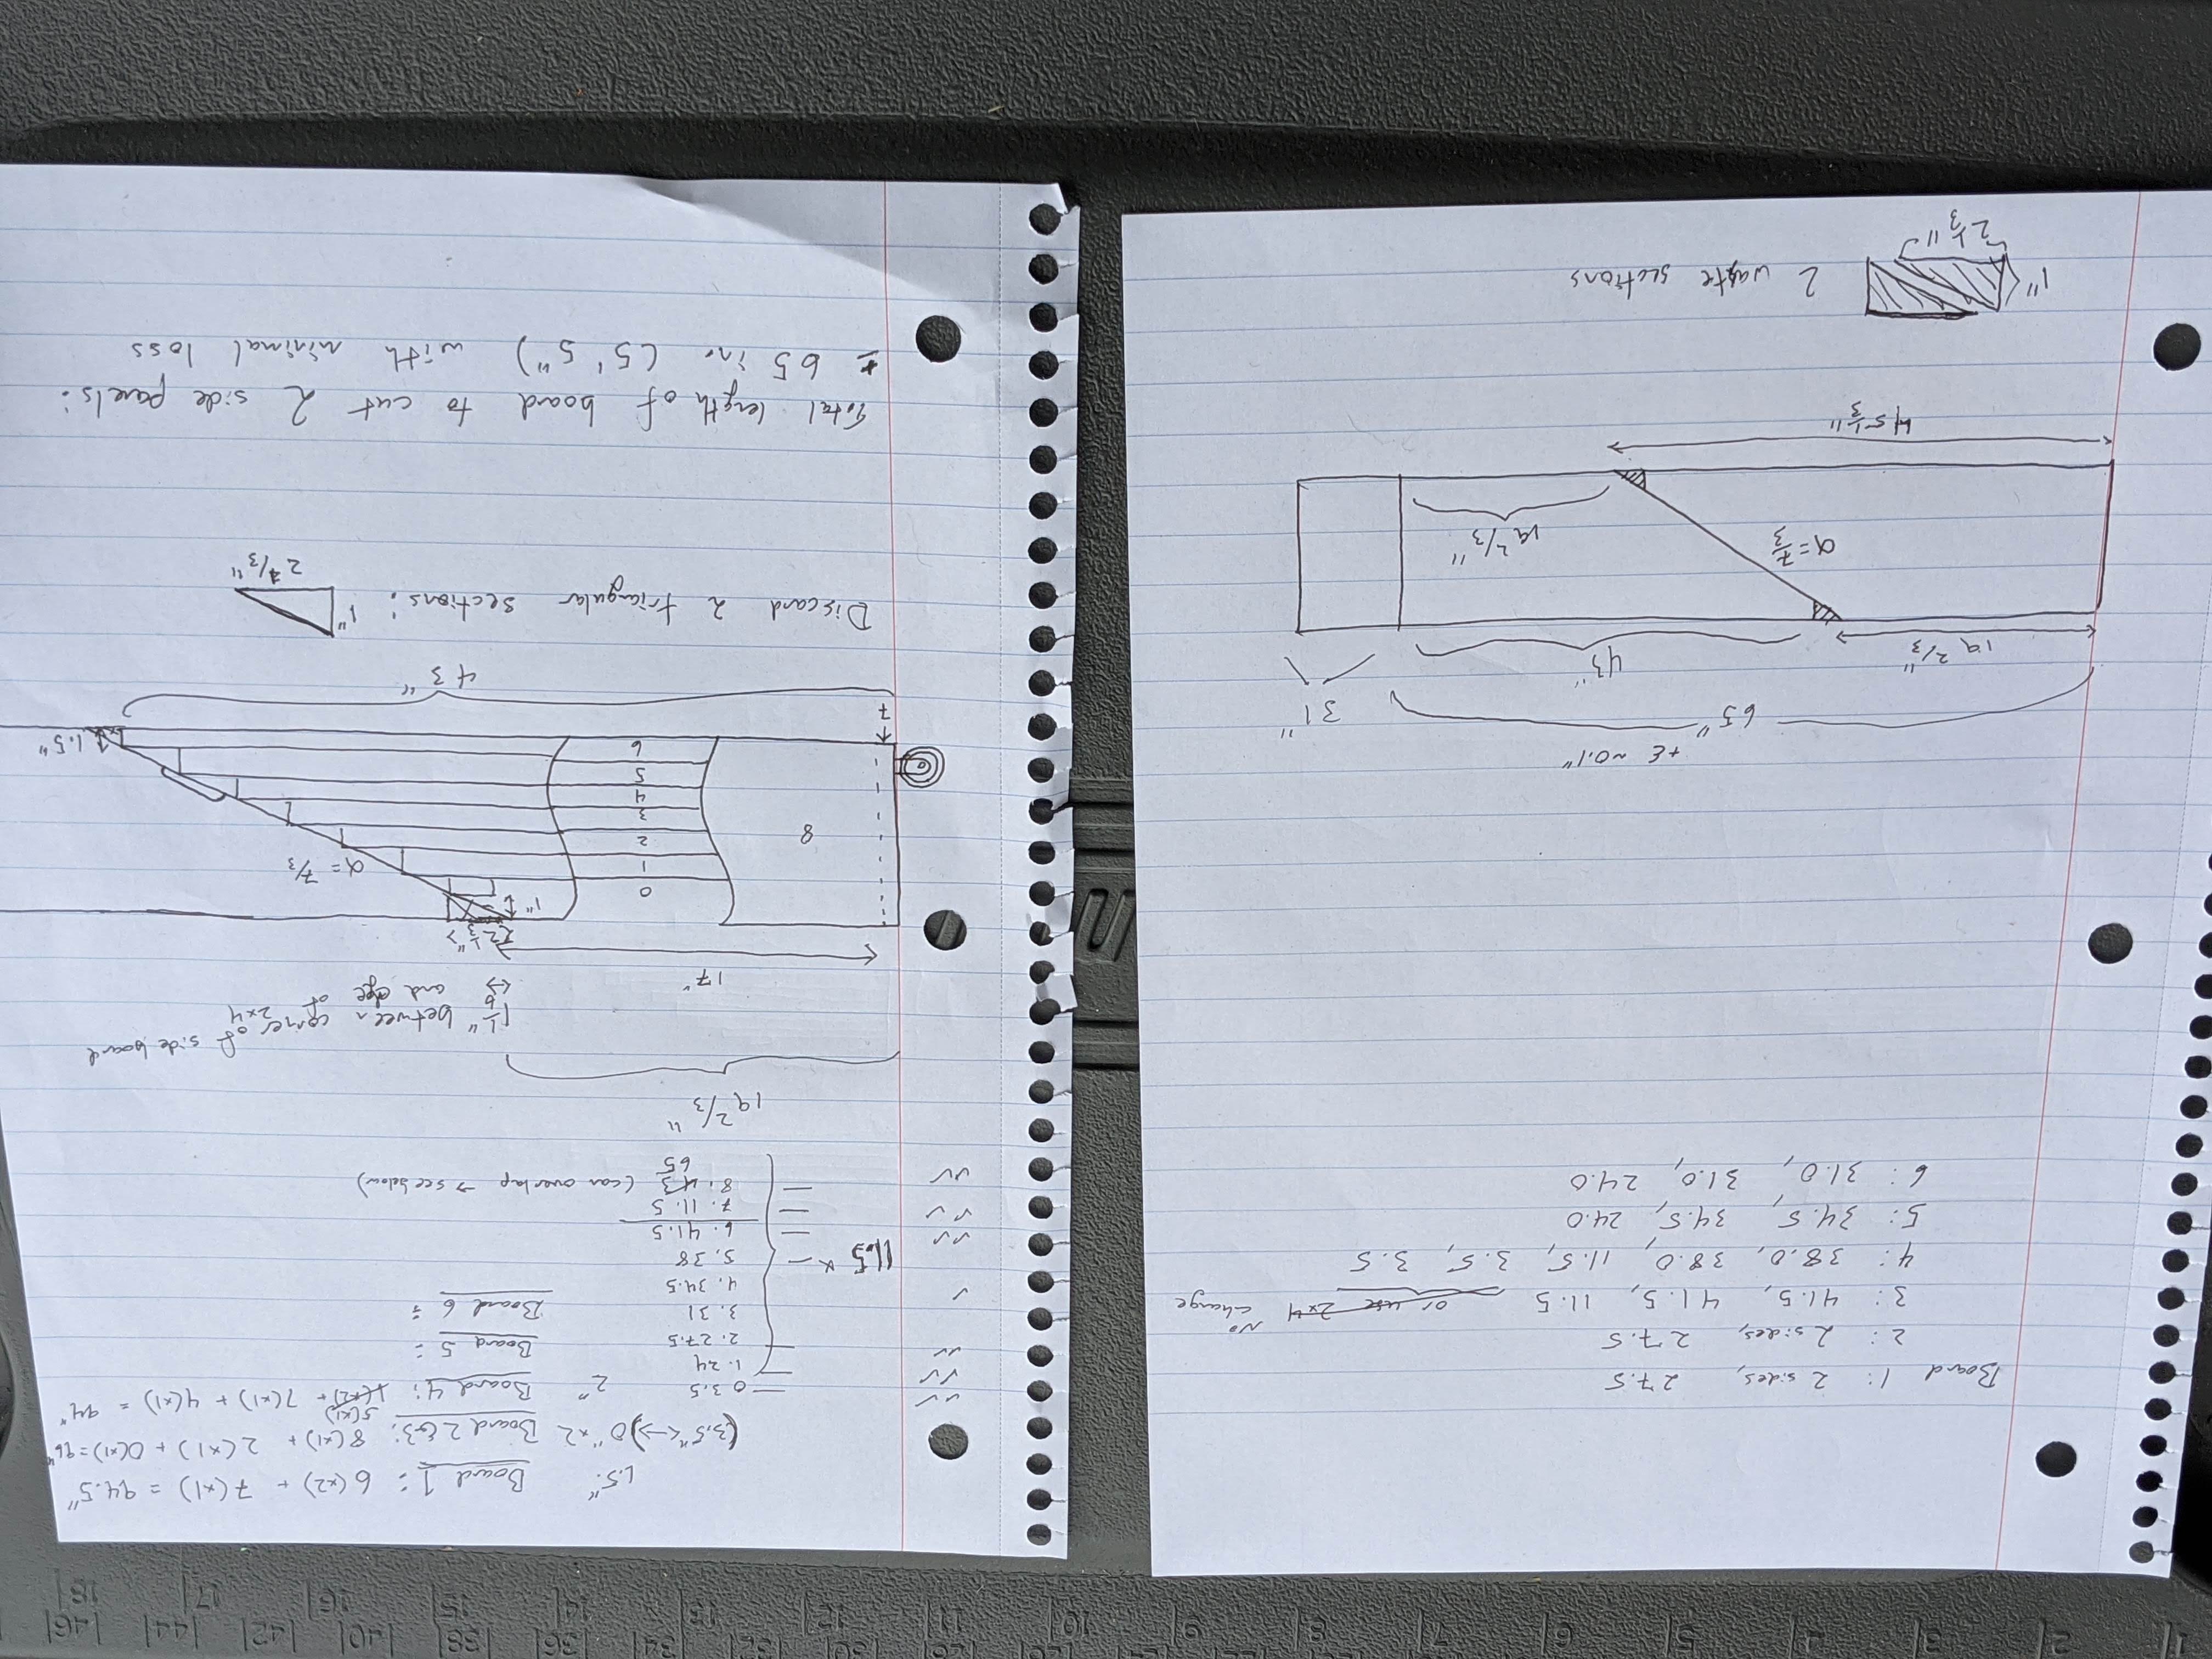 1 2 3 4 5 6 7 8 9 10 11 12 13 14 15 16 17 18
28 30 32 34 36 38 40 42 44 46
Board 1: 2 sides, 27.5
2: 2 sides, 27.5
3: 41.5, 41.5, 11.5 or use 2x4 No change
4: 38.0, 38.0, 11.5, 3.5, 3.5
5: 34.5, 34.5, 24.0
6: 31.0, 31.0, 24.0
+ε ~0.1"
65" 31"
19 2/3" 43"
α=7/3 19 2/3"
45 1/3"
1" 2 waste sections
2 1/3"
1.5" Board 1: 6(x2) + 7(x1) = 94.5"
(3.5"<->)0" x2 Board 2&3: 8(x1) + 2(x1) + 0(x1)=96"
5(x1)
2" Board 4: 1(x2) + 7(x1) + 4(x1) = 94"
Board 5:
Board 6:
0 3.5
1. 24
2. 27.5
3. 31
4. 34.5
11.5 x
5. 38
6. 41.5
7. 11.5
8. 43 (can overlap → see below)
65
19 2/3"
1 1/6" between corner of side board
and edge of 2x4
17"
2 1/3"
1"
0
1
2
3
4
5
6
8
α= 7/3
1.5"
7
43"
Discard 2 triangular sections: 1"
2 1/3"
Total length of board to cut 2 side panels:
± 65 in. (5' 5") with minimal loss